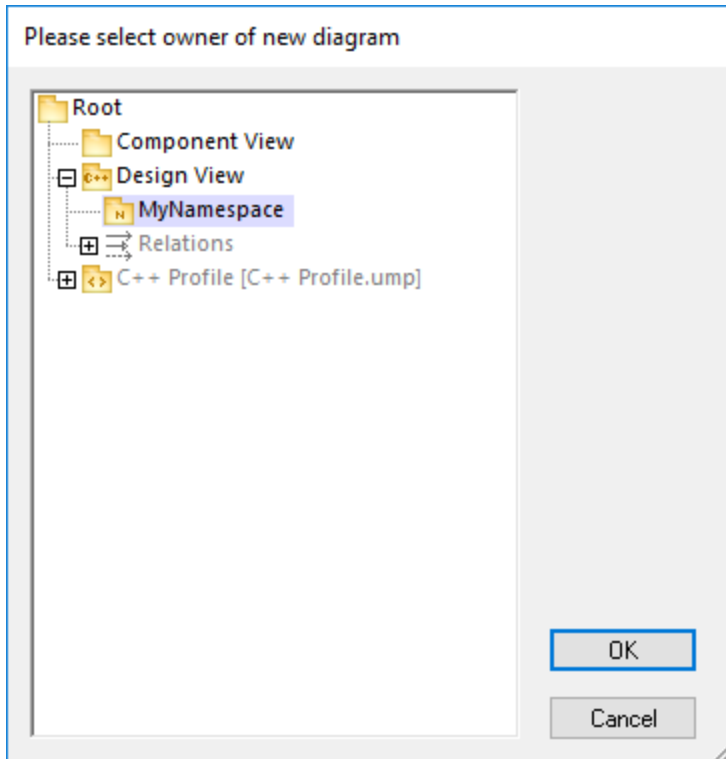 Please select owner of new diagram
Root
Component View
C++ Design View
N MyNamespace
Relations
<> C++ Profile [C++ Profile.ump]
OK
Cancel